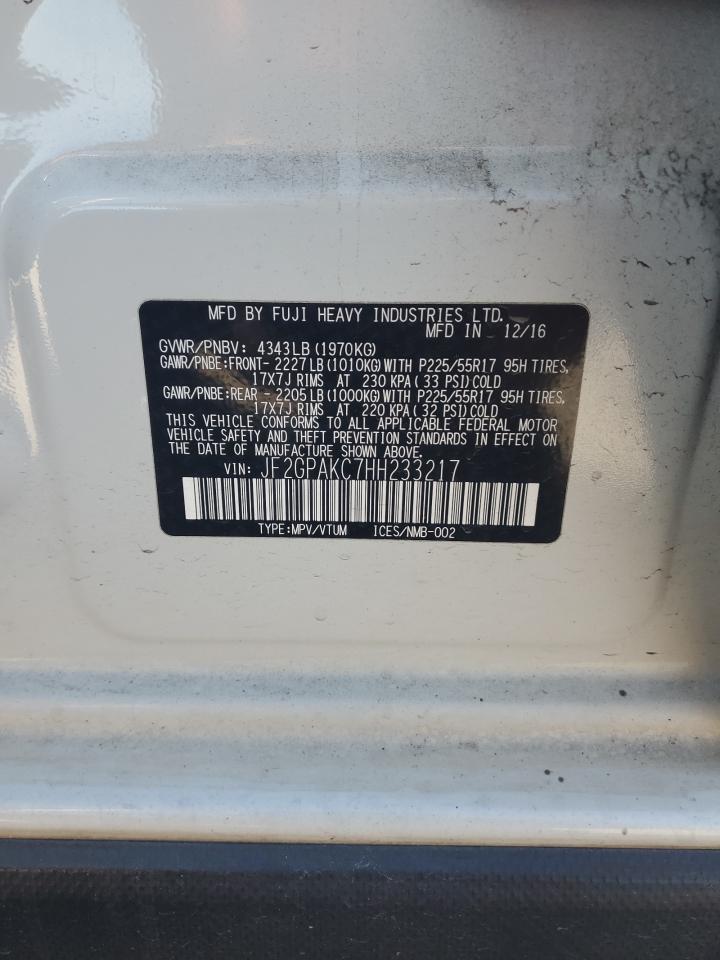 MFD BY FUJI HEAVY INDUSTRIES LTD.
MFD IN 12/16
GVWR/PNBV: 4343LB (1970KG)
GAWR/PNBE:FRONT- 2227LB (1010KG) WITH P225/55R17 95H TIRES,
17X7J RIMS AT 230 KPA (33 PSI) COLD
GAWR/PNBE:REAR - 2205LB (1000KG) WITH P225/55R17 95H TIRES,
17X7J RIMS AT 220 KPA (32 PSI) COLD
THIS VEHICLE CONFORMS TO ALL APPLICABLE FEDERAL MOTOR
VEHICLE SAFETY AND THEFT PREVENTION STANDARDS IN EFFECT ON
THE DATE OF MANUFACTURE SHOWN ABOVE.
VIN: JF2GPAKC7HH233217
TYPE:MPV/VTUM ICES/NMB-002